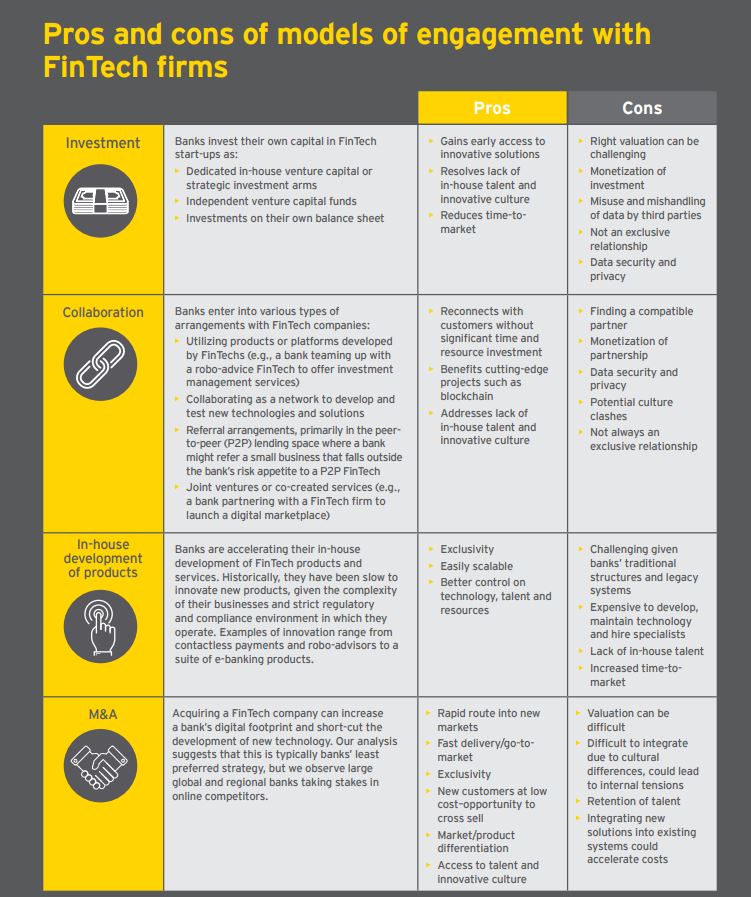 Pros and cons of models of engagement with
FinTech firms
Pros
Cons
Investment
Banks invest their own capital in FinTech
start-ups as:
Dedicated in-house venture capital or
strategic investment arms
Independent venture capital funds
Investments on their own balance sheet
Gains early access to
innovative solutions
Resolves lack of
in-house talent and
innovative culture
Reduces time-to-
market
Right valuation can be
challenging
Monetization of
investment
Misuse and mishandling
of data by third parties
Not an exclusive
relationship
Data security and
privacy
Collaboration
Banks enter into various types of
arrangements with FinTech companies:
Utilizing products or platforms developed
by FinTechs (e.g., a bank teaming up with
a robo-advice FinTech to offer investment
management services)
Collaborating as a network to develop and
test new technologies and solutions
Referral arrangements, primarily in the peer-
to-peer (P2P) lending space where a bank
might refer a small business that falls outside
the bank's risk appetite to a P2P FinTech
Joint ventures or co-created services (e.g.,
a bank partnering with a FinTech firm to
launch a digital marketplace)
Reconnects with
customers without
significant time and
resource investment
Benefits cutting-edge
projects such as
blockchain
Addresses lack of
in-house talent and
innovative culture
Finding a compatible
partner
Monetization of
partnership
Data security and
privacy
Potential culture
clashes
Not always an
exclusive relationship
In-house
development
of products
Banks are accelerating their in-house
development of FinTech products and
services. Historically, they have been slow to
innovate new products, given the complexity
of their businesses and strict regulatory
and compliance environment in which they
operate. Examples of innovation range from
contactless payments and robo-advisors to a
suite of e-banking products.
Exclusivity
Easily scalable
Better control on
technology, talent and
resources
Challenging given
banks' traditional
structures and legacy
systems
Expensive to develop,
maintain technology
and hire specialists
Lack of in-house talent
Increased time-to-
market
M&A
Acquiring a FinTech company can increase
a bank's digital footprint and short-cut the
development of new technology. Our analysis
suggests that this is typically banks' least
preferred strategy, but we observe large
global and regional banks taking stakes in
online competitors.
Rapid route into new
markets
Fast delivery/go-to-
market
Exclusivity
New customers at low
cost–opportunity to
cross sell
Market/product
differentiation
Access to talent and
innovative culture
Valuation can be
difficult
Difficult to integrate
due to cultural
differences, could lead
to internal tensions
Retention of talent
Integrating new
solutions into existing
systems could
accelerate costs